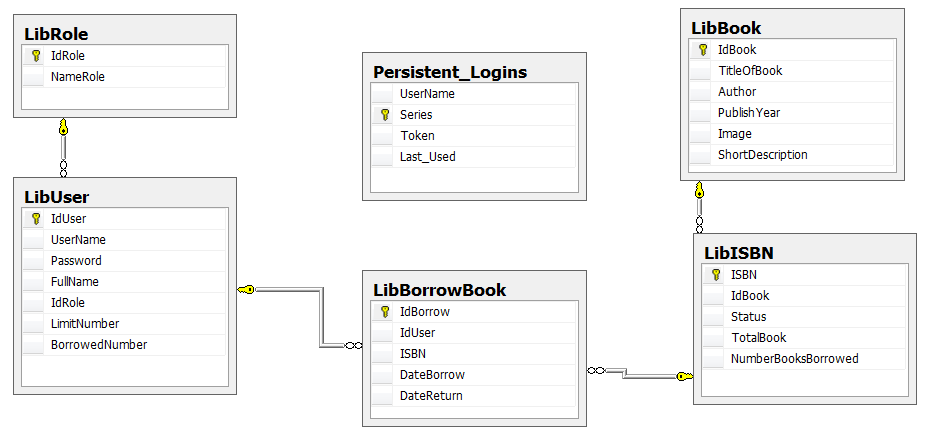 LibRole
IdRole
NameRole
LibUser
IdUser
UserName
Password
FullName
IdRole
LimitNumber
BorrowedNumber
Persistent_Logins
UserName
Series
Token
Last_Used
LibBorrowBook
IdBorrow
IdUser
ISBN
DateBorrow
DateReturn
LibBook
IdBook
TitleOfBook
Author
PublishYear
Image
ShortDescription
LibISBN
ISBN
IdBook
Status
TotalBook
NumberBooksBorrowed